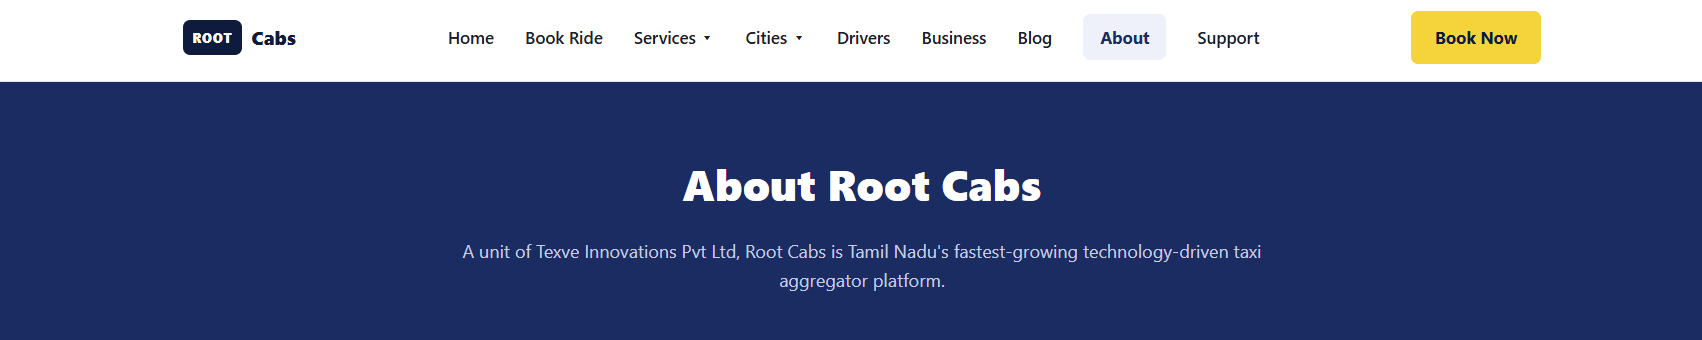 ROOT Cabs
Home Book Ride Services Cities Drivers Business Blog About Support Book Now
About Root Cabs
A unit of Texve Innovations Pvt Ltd, Root Cabs is Tamil Nadu's fastest-growing technology-driven taxi
aggregator platform.